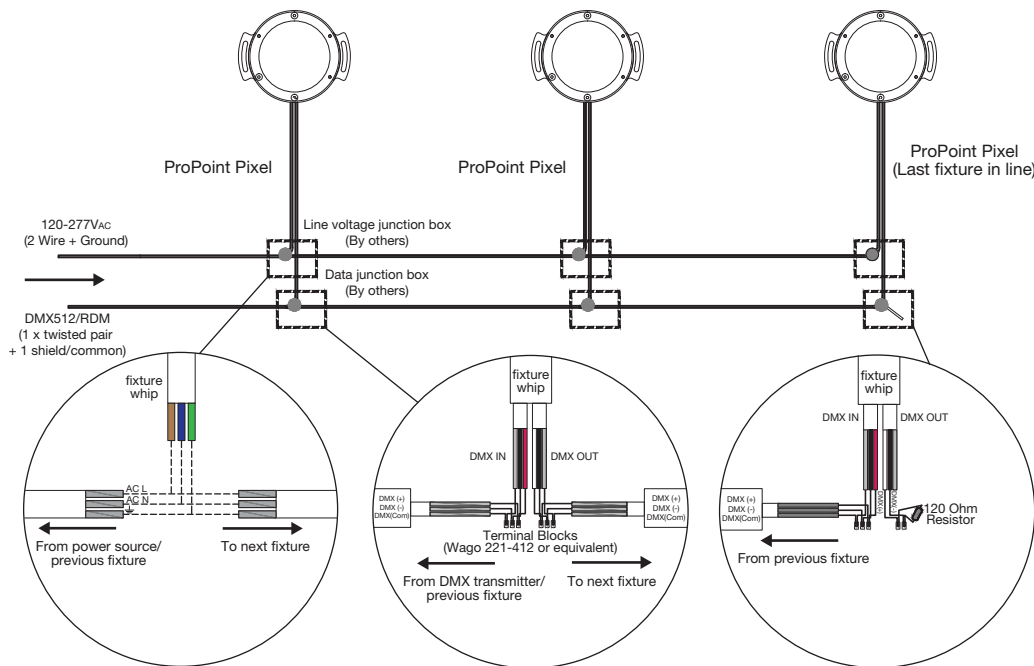 ProPoint Pixel
ProPoint Pixel
ProPoint Pixel
(Last fixture in line)
120-277VAC
(2 Wire + Ground)
Line voltage junction box
(By others)
Data junction box
(By others)
DMX512/RDM
(1 x twisted pair
+ 1 shield/common)
fixture
whip
AC L
AC N
From power source/
previous fixture
To next fixture
fixture
whip
DMX IN
DMX OUT
DMX (+)
DMX (-)
DMX(Com)
DMX (+)
DMX (-)
DMX(Com)
Terminal Blocks
(Wago 221-412 or equivalent)
From DMX transmitter/
previous fixture
To next fixture
fixture
whip
DMX IN
DMX OUT
DMX (+)
DMX (-)
DMX(Com)
120 Ohm
Resistor
From previous fixture